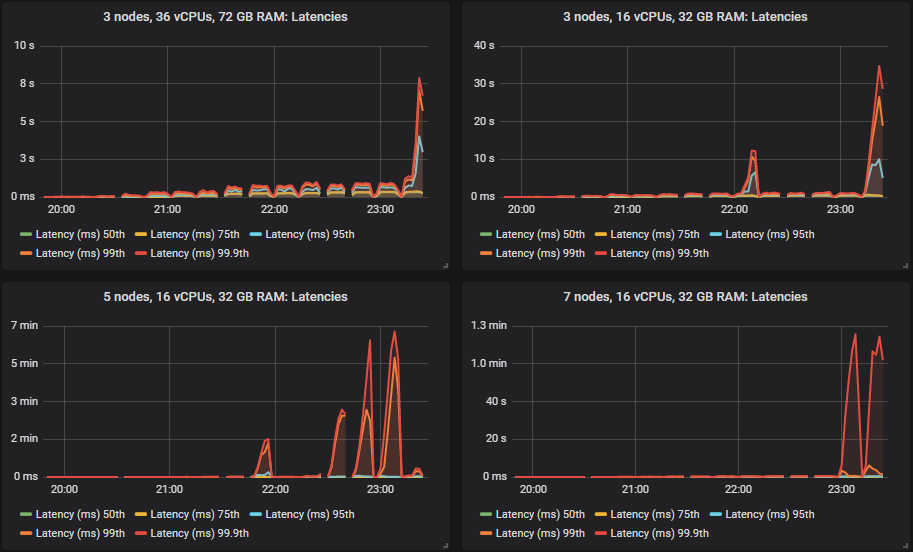 3 nodes, 36 vCPUs, 72 GB RAM: Latencies
10 s
8 s
5 s
3 s
0 ms
20:00 21:00 22:00 23:00
Latency (ms) 50th Latency (ms) 75th Latency (ms) 95th
Latency (ms) 99th Latency (ms) 99.9th
3 nodes, 16 vCPUs, 32 GB RAM: Latencies
40 s
30 s
20 s
10 s
0 ms
20:00 21:00 22:00 23:00
Latency (ms) 50th Latency (ms) 75th Latency (ms) 95th
Latency (ms) 99th Latency (ms) 99.9th
5 nodes, 16 vCPUs, 32 GB RAM: Latencies
7 min
5 min
3 min
2 min
0 ms
20:00 21:00 22:00 23:00
Latency (ms) 50th Latency (ms) 75th Latency (ms) 95th
Latency (ms) 99th Latency (ms) 99.9th
7 nodes, 16 vCPUs, 32 GB RAM: Latencies
1.3 min
1.0 min
40 s
20 s
0 ms
20:00 21:00 22:00 23:00
Latency (ms) 50th Latency (ms) 75th Latency (ms) 95th
Latency (ms) 99th Latency (ms) 99.9th